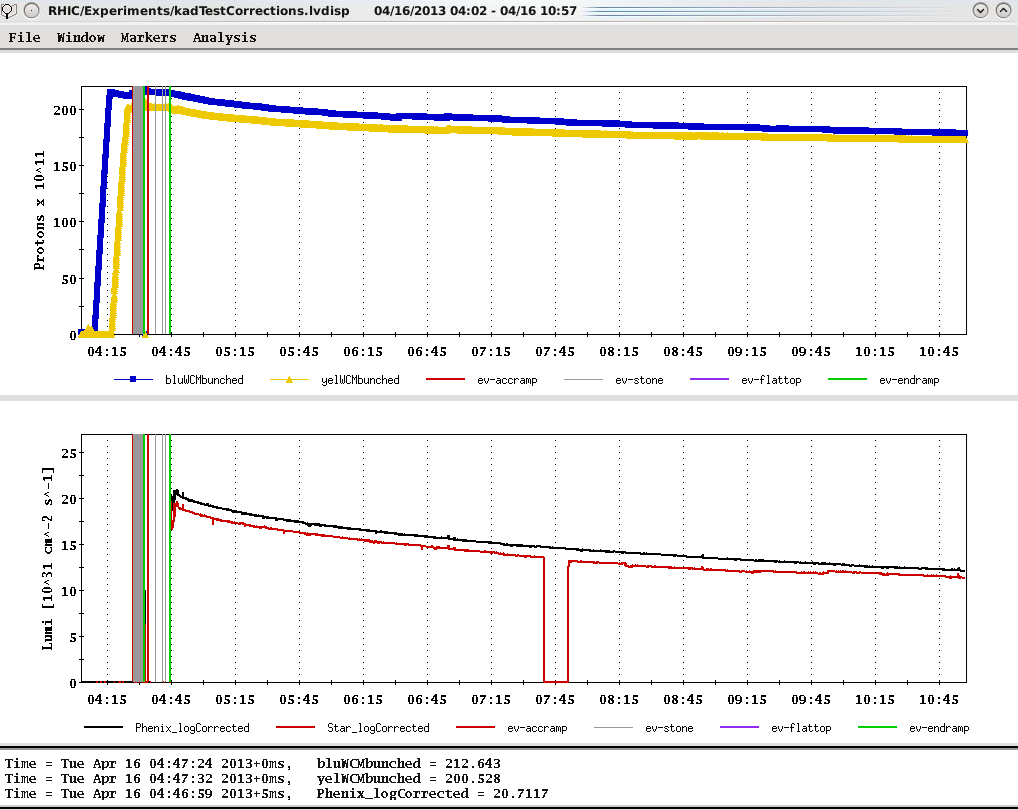 RHIC/Experiments/kadTestCorrections.lvdisp 04/16/2013 04:02 - 04/16 10:57
File Window Markers Analysis
Protons x 10^11
200
150
100
50
0
04:15 04:45 05:15 05:45 06:15 06:45 07:15 07:45 08:15 08:45 09:15 09:45 10:15 10:45
bluWCMbunched yelWCMbunched ev-accramp ev-stone ev-flattop ev-endramp
Lumi [10^31 cm^-2 s^-1]
25
20
15
10
5
0
04:15 04:45 05:15 05:45 06:15 06:45 07:15 07:45 08:15 08:45 09:15 09:45 10:15 10:45
Phenix_logCorrected Star_logCorrected ev-accramp ev-stone ev-flattop ev-endramp
Time = Tue Apr 16 04:47:24 2013+0ms, bluWCMbunched = 212.643
Time = Tue Apr 16 04:47:32 2013+0ms, yelWCMbunched = 200.528
Time = Tue Apr 16 04:46:59 2013+5ms, Phenix_logCorrected = 20.7117